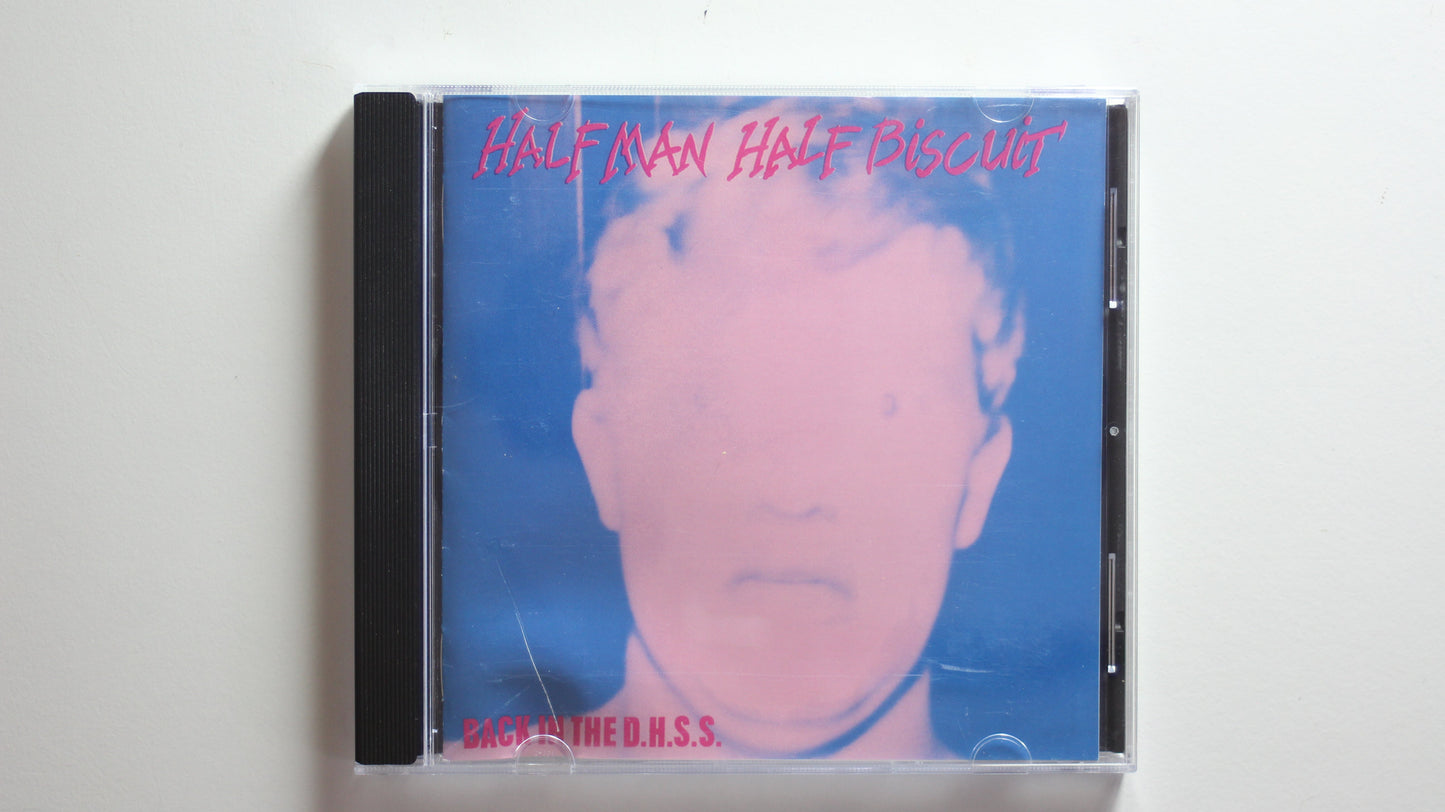 HALF MAN HALF BISCUIT
BACK IN THE D.H.S.S.